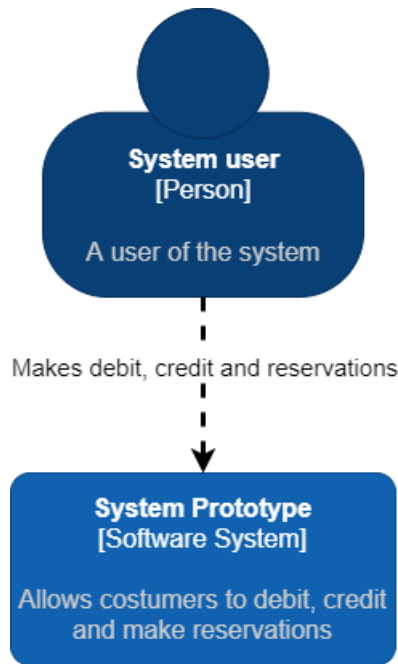 System user
[Person]
A user of the system
Makes debit, credit and reservations
System Prototype
[Software System]
Allows costumers to debit, credit
and make reservations